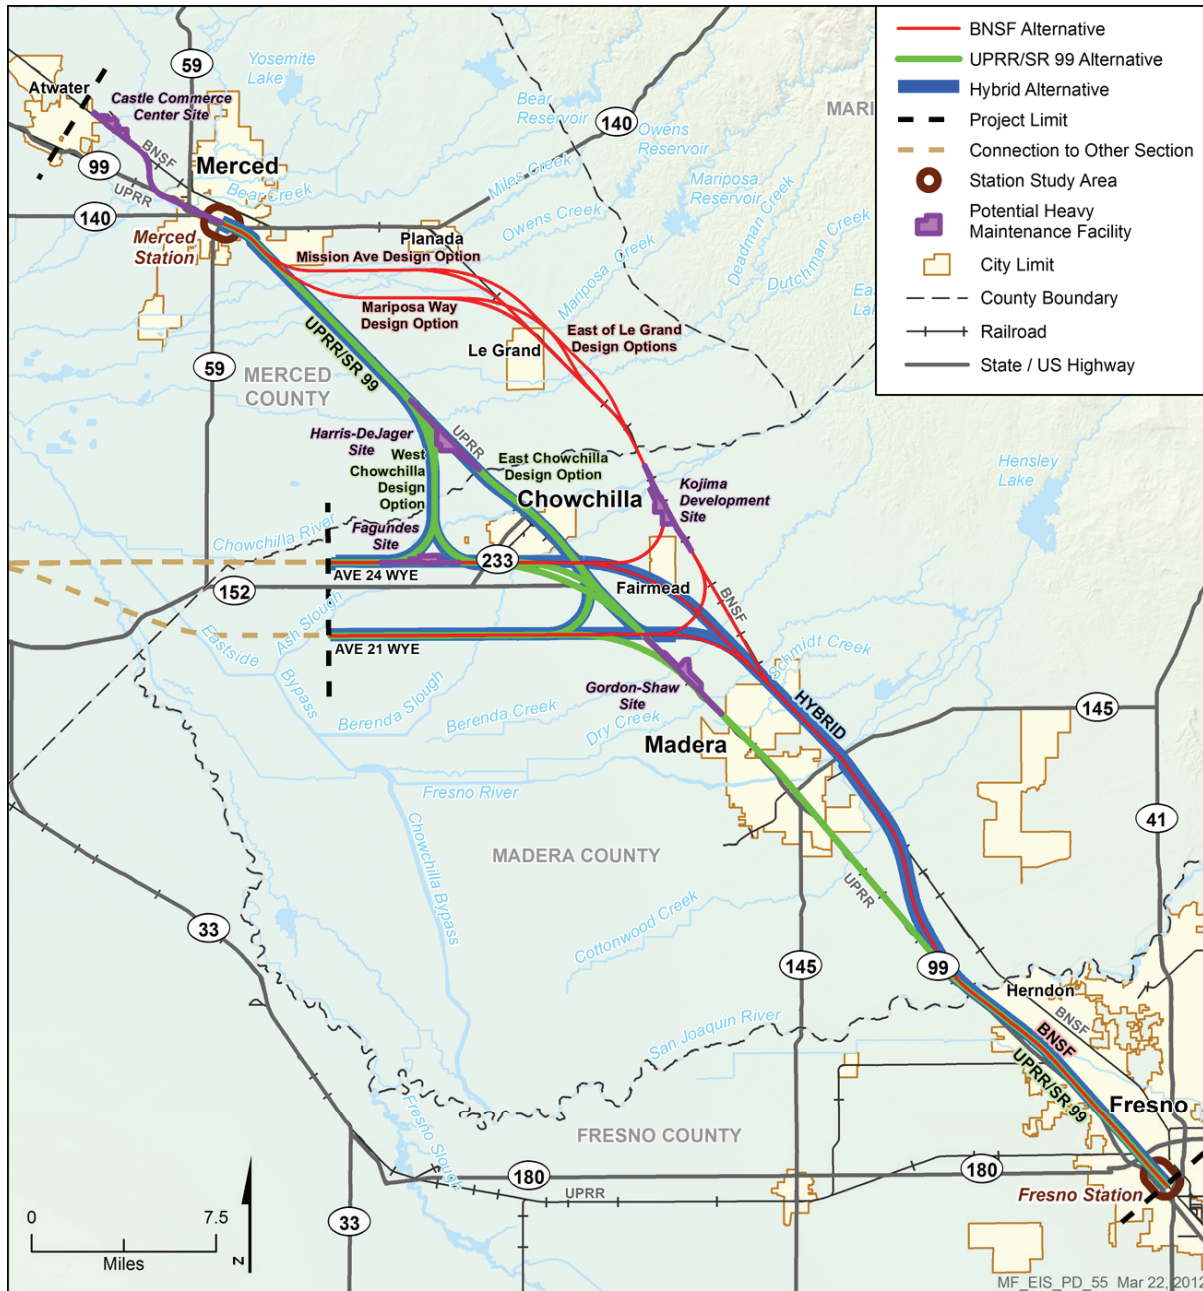 BNSF Alternative
UPRR/SR 99 Alternative
Hybrid Alternative
Project Limit
Connection to Other Section
Station Study Area
Potential Heavy
Maintenance Facility
City Limit
County Boundary
Railroad
State / US Highway
59
Yosemite
Lake
Atwater
Castle Commerce
Center Site
Bear
Reservoir
MARI
140
Owens
Reservoir
99
BNSF
Merced
UPRR
Bear Creek
Miles Creek
Mariposa
Reservoir
140
Owens Creek
Deadman Creek
Dutchman Creek
Merced
Station
Planada
Mission Ave Design Option
Mariposa Creek
Eas
Lak
Mariposa Way
Design Option
East of Le Grand
Design Options
UPRR/SR 99
Le Grand
59
MERCED
COUNTY
Harris-DeJager
Site
UPRR
West
Chowchilla
Design
Option
East Chowchilla
Design Option
Hensley
Lake
Kojima
Development
Site
Chowchilla
Chowchilla River
Fagundes
Site
233
AVE 24 WYE
152
Fairmead
BNSF
Ash Slough
Eastside
Bypass
AVE 21 WYE
Schmidt Creek
Gordon-Shaw
Site
Berenda Slough
Berenda Creek
Dry Creek
HYBRID
145
Madera
Fresno River
41
Chowchilla Bypass
MADERA COUNTY
UPRR
33
Cottonwood Creek
145
99
Herndon
San Joaquin River
BNSF
BNSF
UPRR/SR 99
Fresno
Fresno Slough
FRESNO COUNTY
180
180
UPRR
Fresno Station
33
0
7.5
Miles
N
MF_EIS_PD_55 Mar 22, 2012